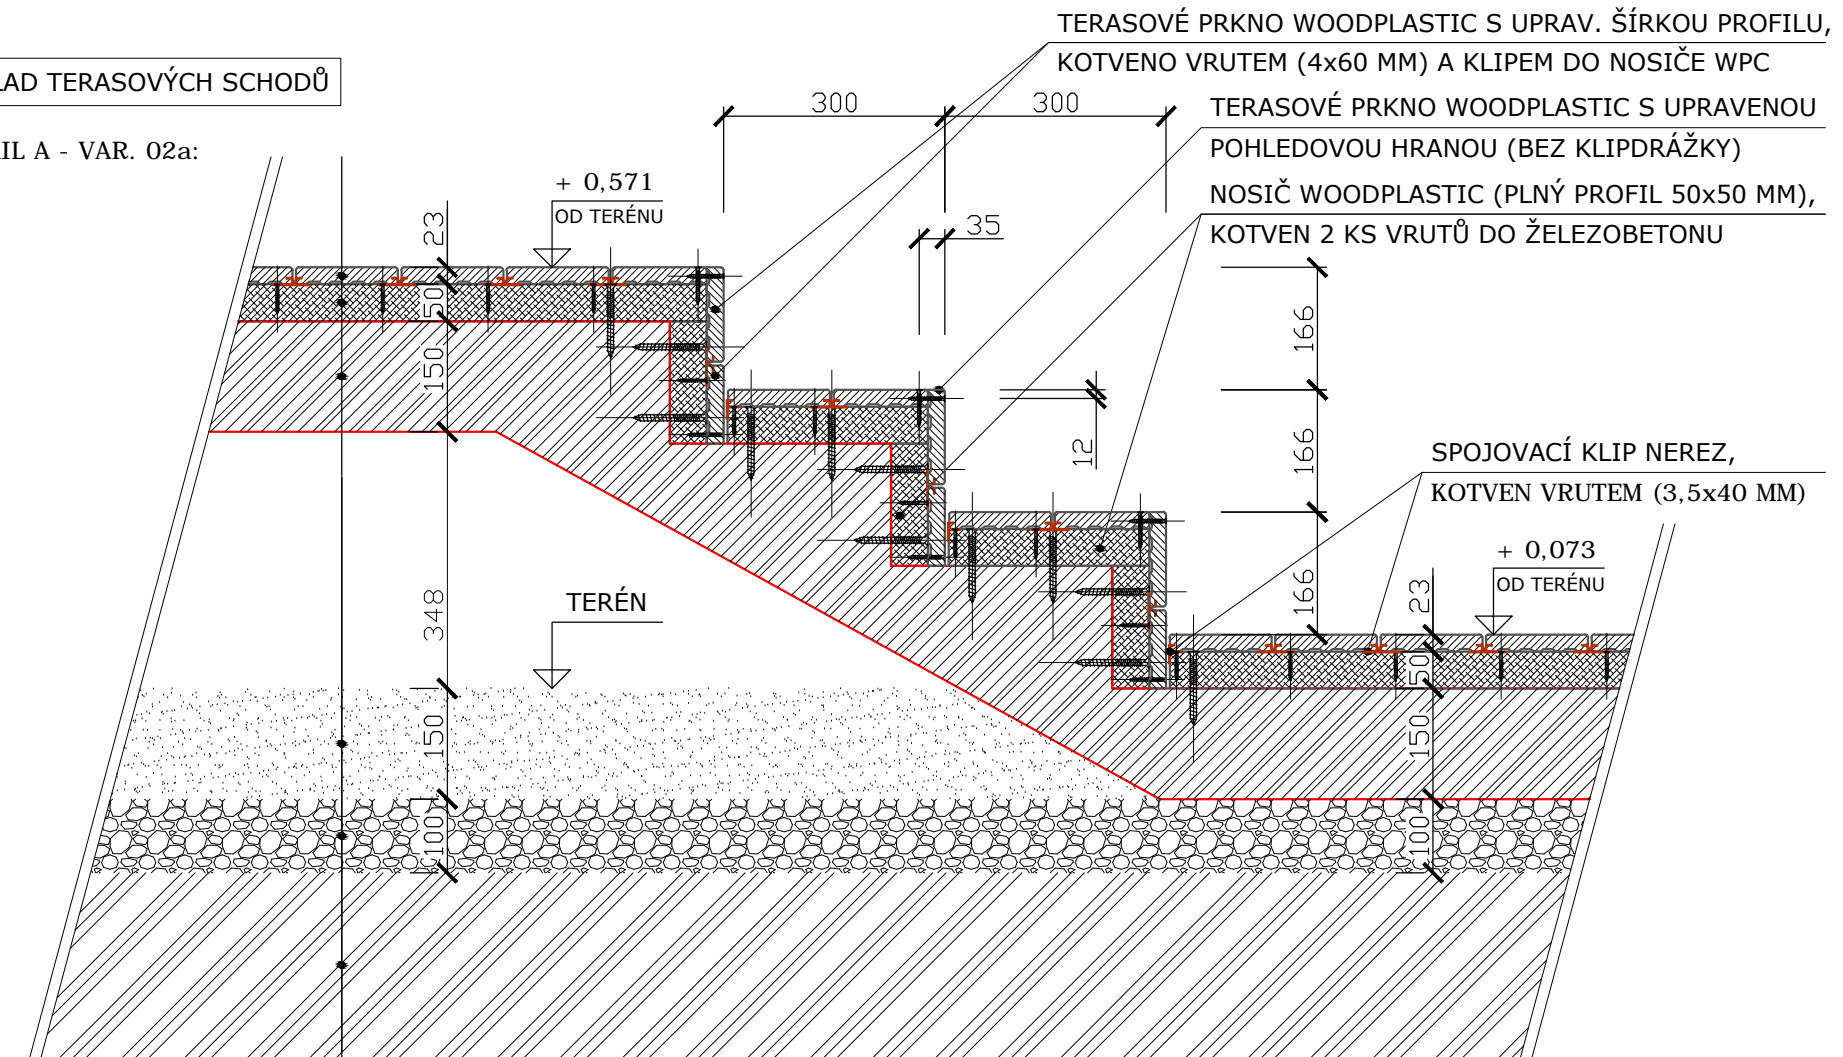 TERASOVÉ PRKNO WOODPLASTIC S UPRAV. ŠÍRKOU PROFILU,
KOTVENO VRUTEM (4x60 MM) A KLIPEM DO NOSIČE WPC
LAD TERASOVÝCH SCHODŮ
300
300
TERASOVÉ PRKNO WOODPLASTIC S UPRAVENOU
POHLEDOVOU HRANOU (BEZ KLIPDRÁŽKY)
IL A - VAR. 02a:
+ 0,571
OD TERÉNU
NOSIČ WOODPLASTIC (PLNÝ PROFIL 50x50 MM),
KOTVEN 2 KS VRUTŮ DO ŽELEZOBETONU
35
23
50
150
166
166
166
12
SPOJOVACÍ KLIP NEREZ,
KOTVEN VRUTEM (3,5x40 MM)
+ 0,073
OD TERÉNU
TERÉN
348
150
100
23
50
150
100